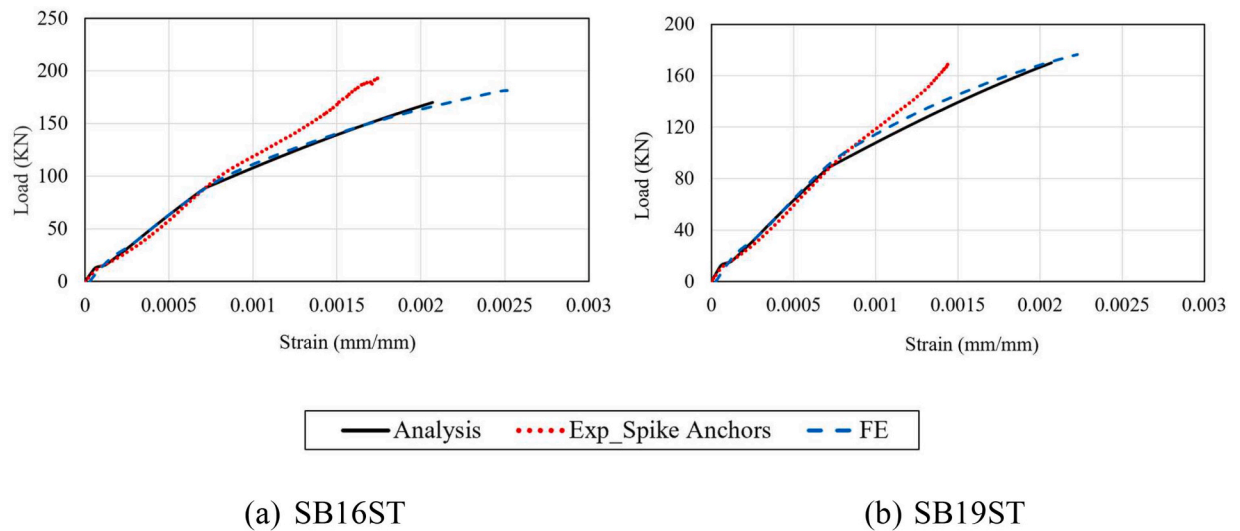 250
200
150
100
50
0
Load (KN)
0 0.0005 0.001 0.0015 0.002 0.0025 0.003
Strain (mm/mm)
200
160
120
80
40
0
Load (KN)
0 0.0005 0.001 0.0015 0.002 0.0025 0.003
Strain (mm/mm)
Analysis Exp_Spike Anchors FE
(a) SB16ST
(b) SB19ST